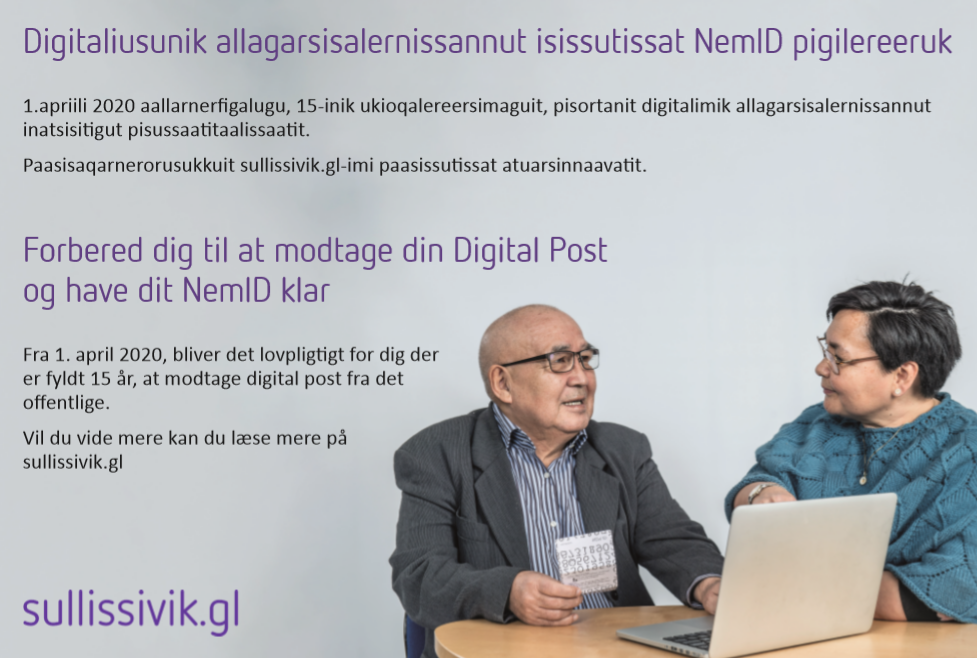 Digitaliusunik allagarsisalernissannut isissutissat NemID pigilereeruk
1.apriili 2020 aallarnerfigalugu, 15-inik ukioqalereersimaguit, pisortanit digitalimik allagarsisalernissannut
inatsisitigut pisussaatitaalissaatit.
Paasisaqarnerorusukkuit sullissivik.gl-imi paasissutissat atuarsinnaavatit.
Forbered dig til at modtage din Digital Post
og have dit NemID klar
Fra 1. april 2020, bliver det lovpligtigt for dig der
er fyldt 15 år, at modtage digital post fra det
offentlige.
Vil du vide mere kan du læse mere på
sullissivik.gl
sullissivik.gl